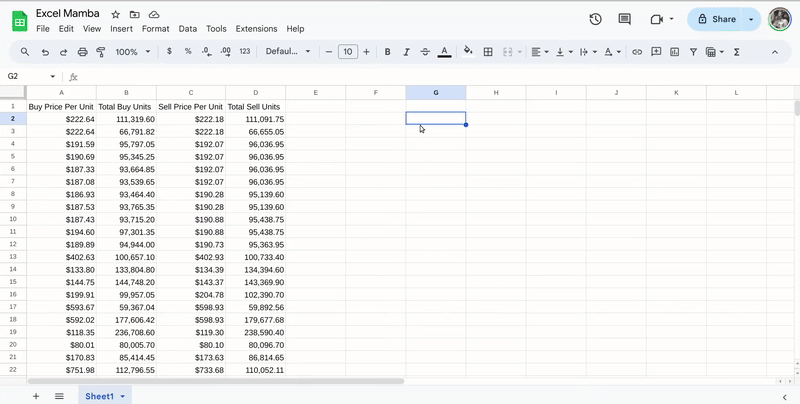 Excel Mamba
File Edit View Insert Format Data Tools Extensions Help
Share
100% $ % .0 .00 123 Defaul... − 10 + B I A Σ
G2 fx
A B C D E F G H I J K L
1 Buy Price Per Unit Total Buy Units Sell Price Per Unit Total Sell Units
2 $222.64 111,319.60 $222.18 111,091.75
3 $222.64 66,791.82 $222.18 66,655.05
4 $191.59 95,797.05 $192.07 96,036.95
5 $190.69 95,345.25 $192.07 96,036.95
6 $187.33 93,664.85 $192.07 96,036.95
7 $187.08 93,539.65 $192.07 96,036.95
8 $186.93 93,464.40 $190.28 95,139.60
9 $187.53 93,765.35 $190.28 95,139.60
10 $187.43 93,715.20 $190.88 95,438.75
11 $194.60 97,301.35 $190.88 95,438.75
12 $189.89 94,944.00 $190.73 95,363.95
13 $402.63 100,657.10 $402.93 100,733.40
14 $133.80 133,804.80 $134.39 134,394.60
15 $144.75 144,748.20 $143.37 143,369.90
16 $199.91 99,957.05 $204.78 102,390.70
17 $593.67 59,367.04 $598.93 59,892.56
18 $592.02 177,606.42 $598.93 179,677.68
19 $118.35 236,708.60 $119.30 238,590.40
20 $80.01 80,005.70 $80.10 80,096.70
21 $170.83 85,414.45 $173.63 86,814.65
22 $751.98 112,796.55 $733.68 110,052.11
Sheet1